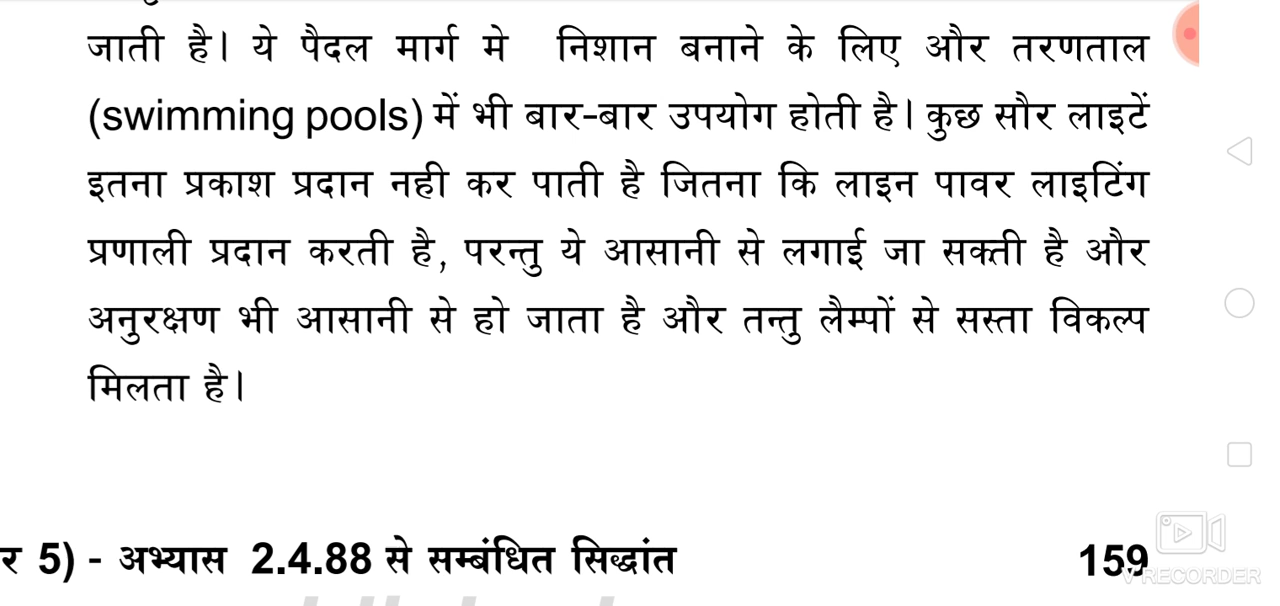 जाती है। ये पैदल मार्ग मे निशान बनाने के लिए और तरणताल
(swimming pools) में भी बार-बार उपयोग होती है। कुछ सौर लाइटें
इतना प्रकाश प्रदान नही कर पाती है जितना कि लाइन पावर लाइटिंग
प्रणाली प्रदान करती है, परन्तु ये आसानी से लगाई जा सक्ती है और
अनुरक्षण भी आसानी से हो जाता है और तन्तु लैम्पों से सस्ता विकल्प
मिलता है।
र 5) - अभ्यास 2.4.88 से सम्बंधित सिद्धांत 159
V RECORDER